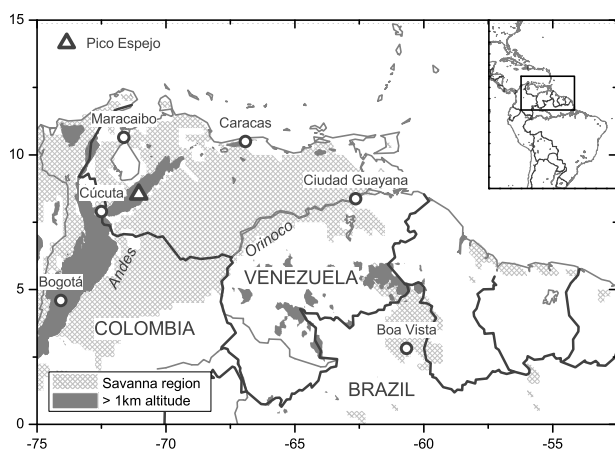 15
10
5
0
Pico Espejo
Maracaibo
Caracas
Cúcuta
Ciudad Guayana
Orinoco
Andes
VENEZUELA
Bogotá
COLOMBIA
Boa Vista
BRAZIL
Savanna region
> 1km altitude
-75
-70
-65
-60
-55